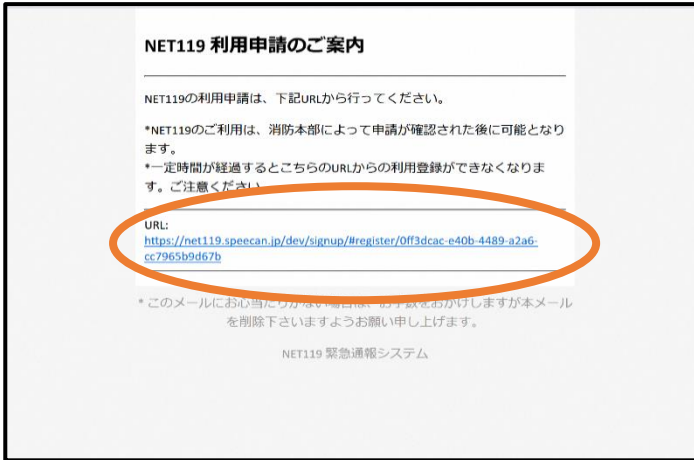 NET119 利用申請のご案内
NET119の利用申請は、下記URLから行ってください。
*NET119のご利用は、消防本部によって申請が確認された後に可能となり
ます。
*一定時間が経過するとこちらのURLからの利用登録ができなくなりま
す。ご注意ください
URL:
https://net119.speecan.jp/dev/signup/#register/0ff3dcac-e40b-4489-a2a6-
cc7965b9d67b
* このメールにお心当たりがない場合は、お手数をおかけしますが本メール
を削除下さいますようお願い申し上げます。
NET119 緊急通報システム